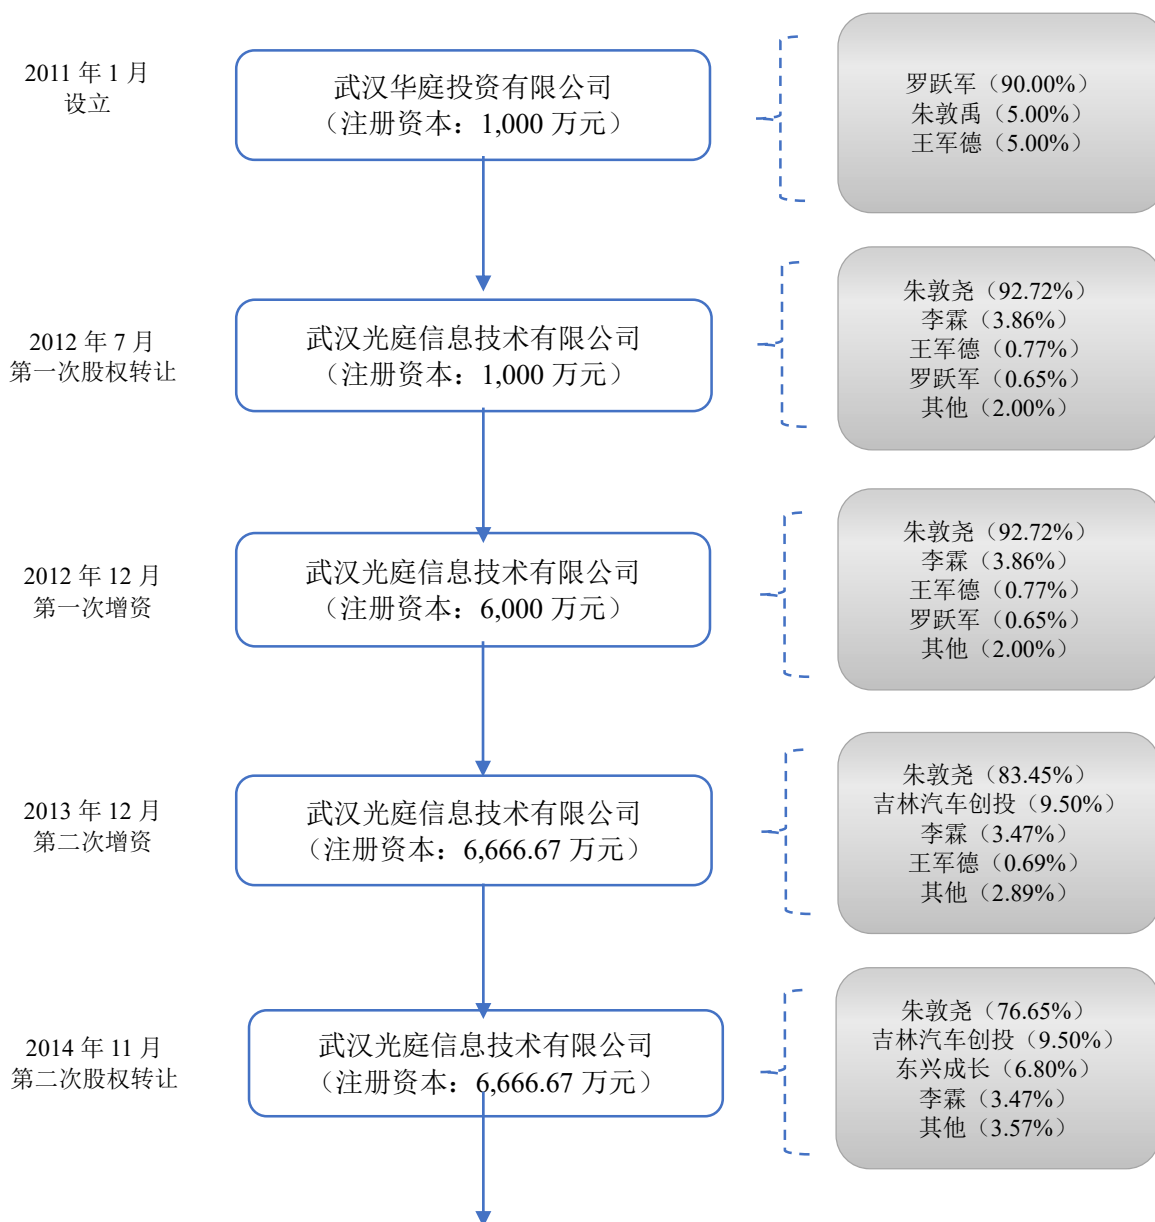 2011 年 1 月
设立
武汉华庭投资有限公司
（注册资本：1,000 万元）
罗跃军（90.00%）
朱敦禹（5.00%）
王军德（5.00%）
2012 年 7 月
第一次股权转让
武汉光庭信息技术有限公司
（注册资本：1,000 万元）
朱敦尧（92.72%）
李霖（3.86%）
王军德（0.77%）
罗跃军（0.65%）
其他（2.00%）
2012 年 12 月
第一次增资
武汉光庭信息技术有限公司
（注册资本：6,000 万元）
朱敦尧（92.72%）
李霖（3.86%）
王军德（0.77%）
罗跃军（0.65%）
其他（2.00%）
2013 年 12 月
第二次增资
武汉光庭信息技术有限公司
（注册资本：6,666.67 万元）
朱敦尧（83.45%）
吉林汽车创投（9.50%）
李霖（3.47%）
王军德（0.69%）
其他（2.89%）
2014 年 11 月
第二次股权转让
武汉光庭信息技术有限公司
（注册资本：6,666.67 万元）
朱敦尧（76.65%）
吉林汽车创投（9.50%）
东兴成长（6.80%）
李霖（3.47%）
其他（3.57%）